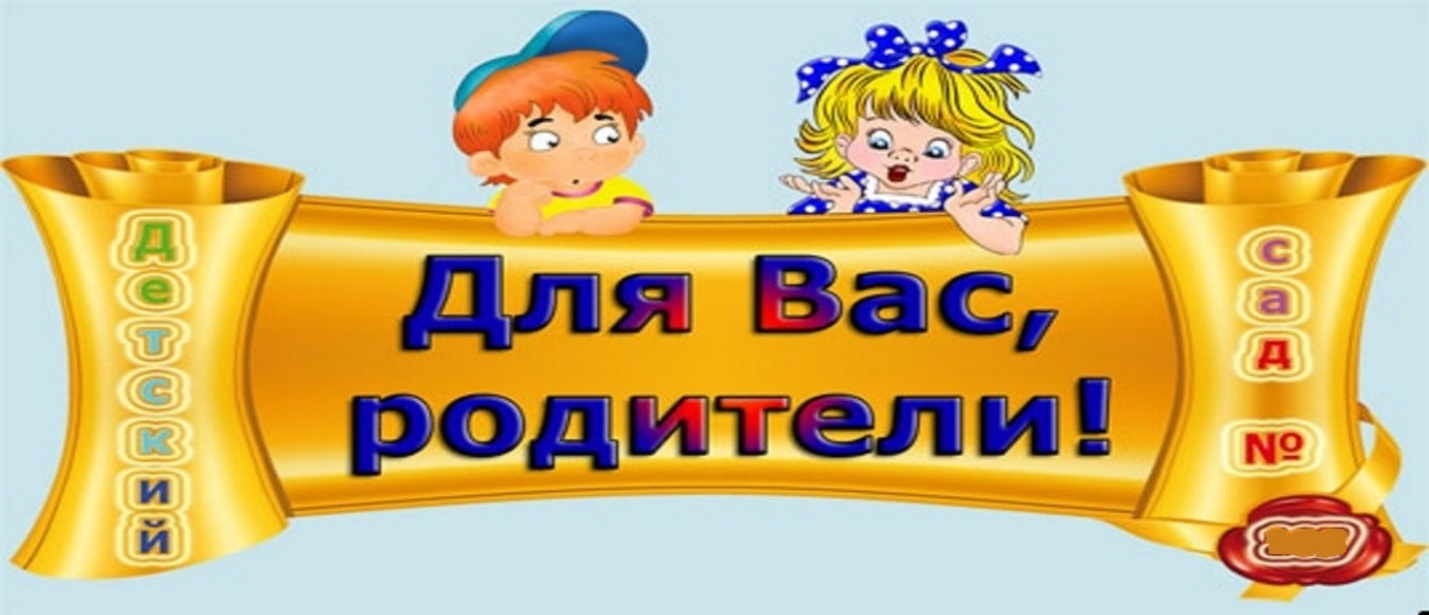 Детский
Для Вас,
родители!
сад №